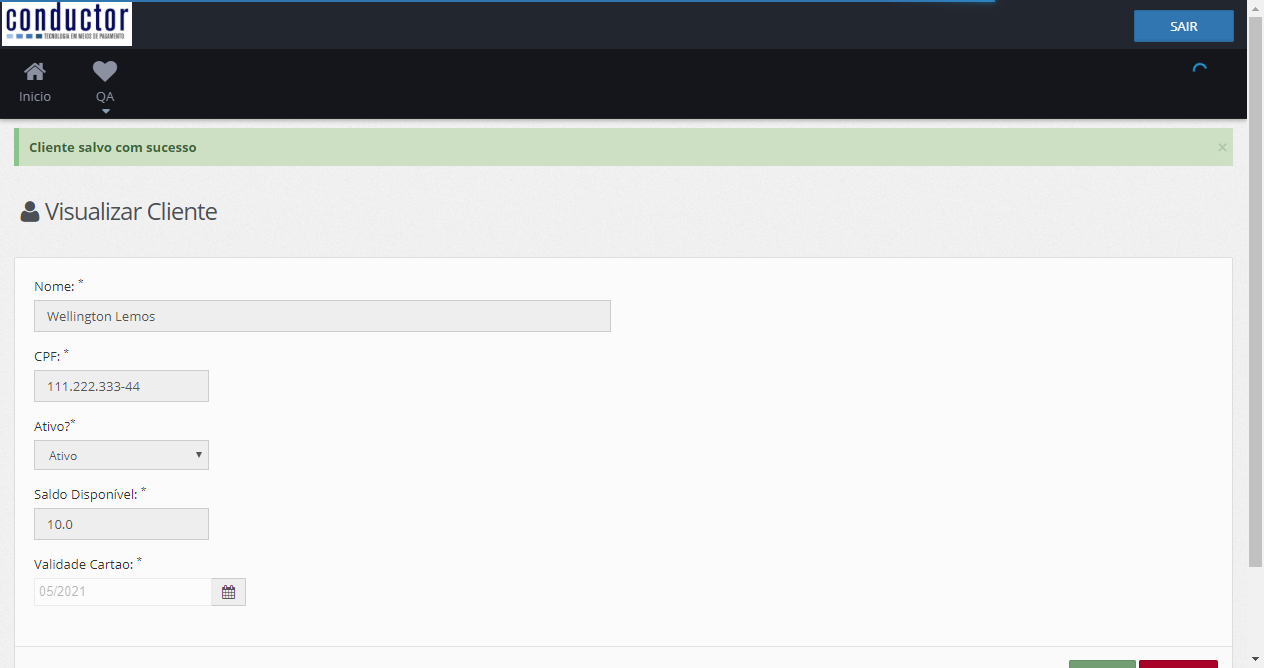 conductor
TECNOLOGIA EM MEIOS DE PAGAMENTO
SAIR
Inicio
QA
Cliente salvo com sucesso
×
Visualizar Cliente
Nome: *
Wellington Lemos
CPF: *
111.222.333-44
Ativo?*
Ativo
Saldo Disponível: *
10.0
Validade Cartao: *
05/2021